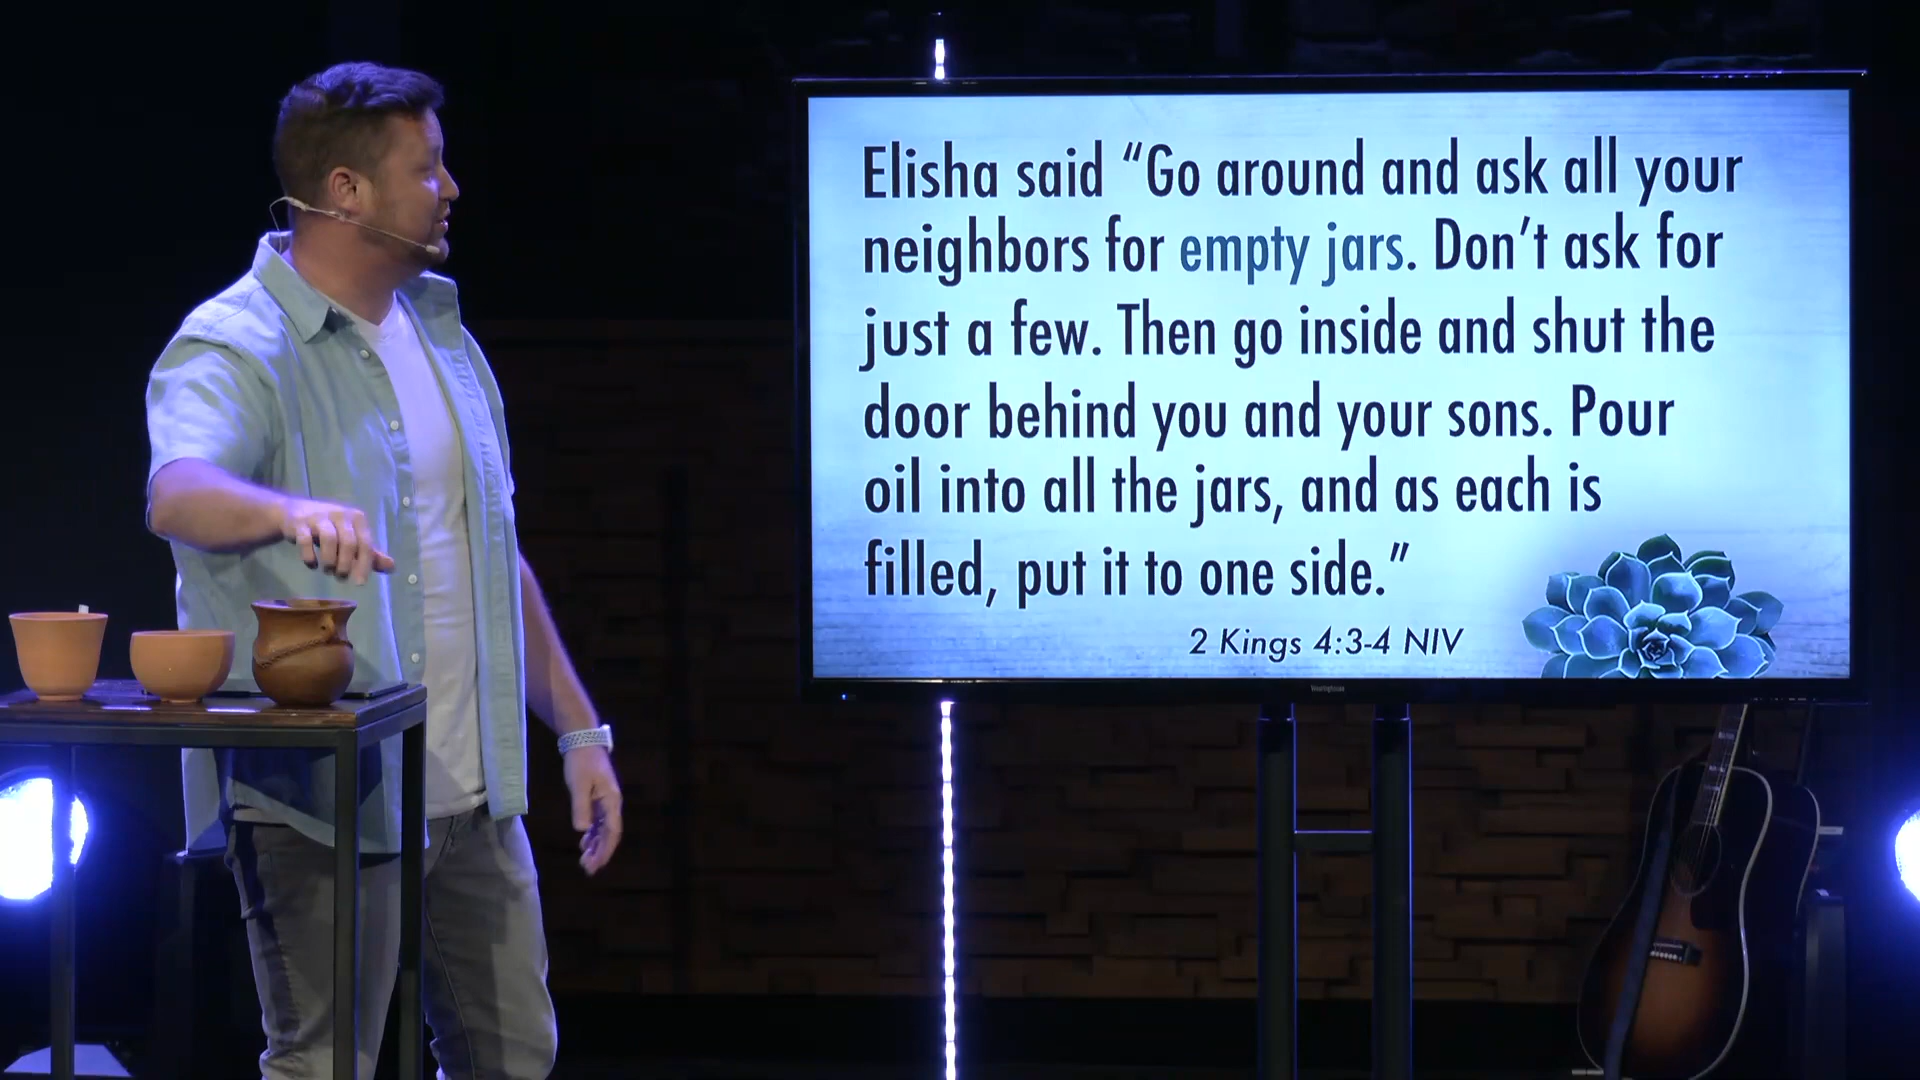 Elisha said “Go around and ask all your
neighbors for empty jars. Don’t ask for
just a few. Then go inside and shut the
door behind you and your sons. Pour
oil into all the jars, and as each is
filled, put it to one side.”
2 Kings 4:3-4 NIV
Westinghouse